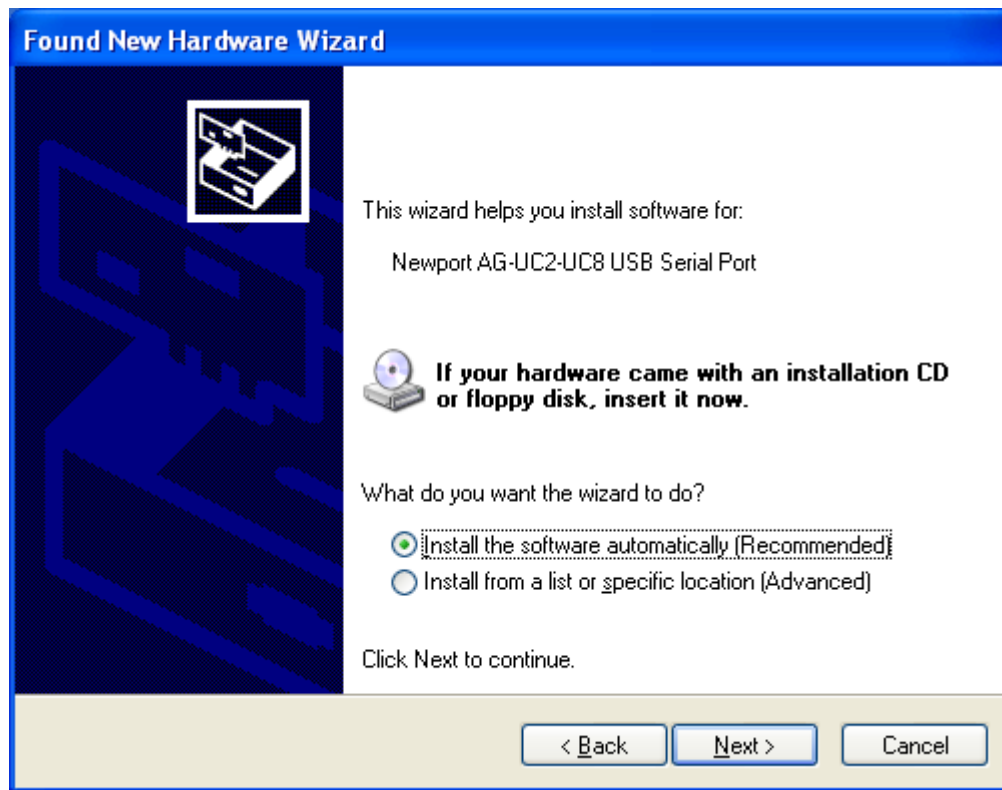 Found New Hardware Wizard
This wizard helps you install software for:
Newport AG-UC2-UC8 USB Serial Port
If your hardware came with an installation CD
or floppy disk, insert it now.
What do you want the wizard to do?
Install the software automatically (Recommended)
Install from a list or specific location (Advanced)
Click Next to continue.
< Back Next > Cancel